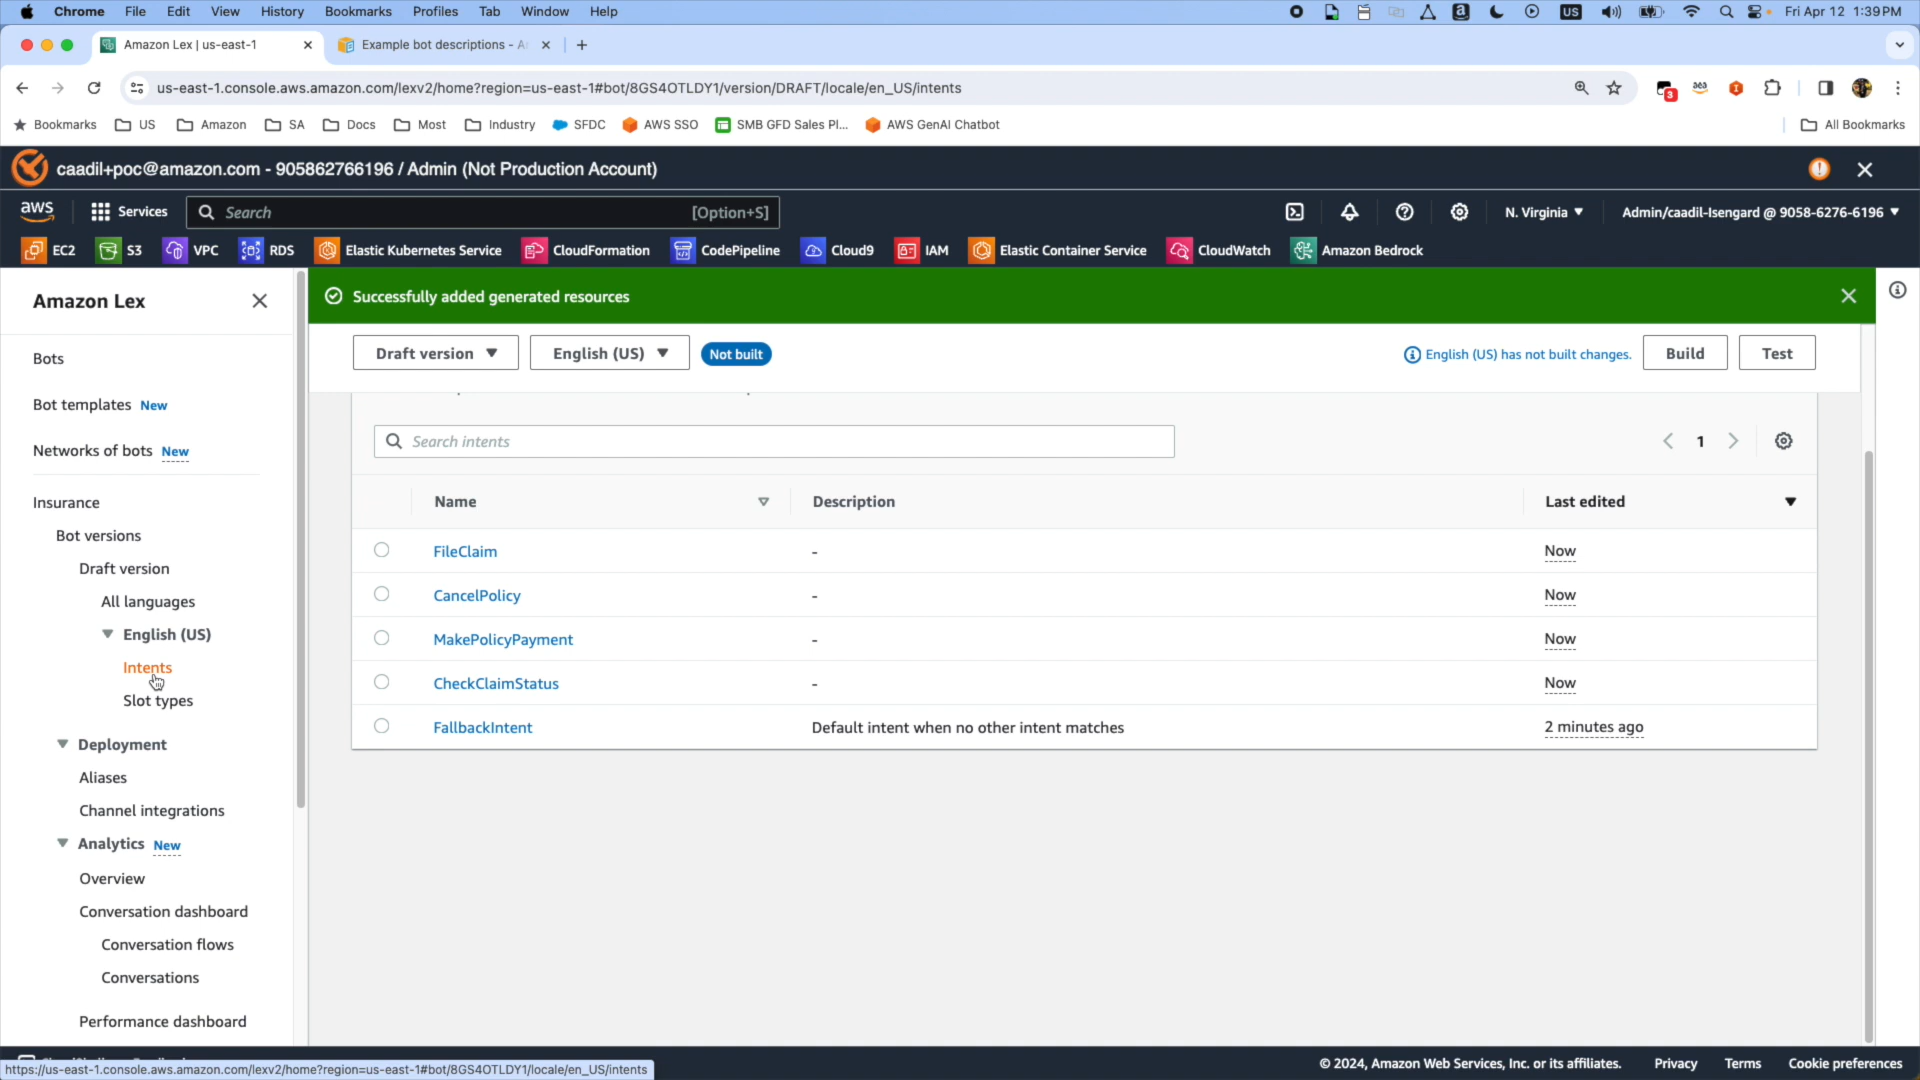 Chrome File Edit View History Bookmarks Profiles Tab Window Help US Fri Apr 12 1:39 PM
Amazon Lex | us-east-1 Example bot descriptions - A
us-east-1.console.aws.amazon.com/lexv2/home?region=us-east-1#bot/8GS4OTLDY1/version/DRAFT/locale/en_US/intents 3
Bookmarks US Amazon SA Docs Most Industry SFDC AWS SSO SMB GFD Sales Pl... AWS GenAI Chatbot All Bookmarks
caadil+poc@amazon.com - 905862766196 / Admin (Not Production Account)
aws Services Search [Option+S] N. Virginia Admin/caadil-Isengard @ 9058-6276-6196
EC2 S3 VPC RDS Elastic Kubernetes Service CloudFormation CodePipeline Cloud9 IAM Elastic Container Service CloudWatch Amazon Bedrock
Amazon Lex
Successfully added generated resources
Draft version English (US) Not built English (US) has not built changes. Build Test
Bots
Bot templates New
Networks of bots New
Insurance
Bot versions
Draft version
All languages
English (US)
Intents
Slot types
Deployment
Aliases
Channel integrations
Analytics New
Overview
Conversation dashboard
Conversation flows
Conversations
Performance dashboard
Search intents 1
Name Description Last edited
FileClaim - Now
CancelPolicy - Now
MakePolicyPayment - Now
CheckClaimStatus - Now
FallbackIntent Default intent when no other intent matches 2 minutes ago
© 2024, Amazon Web Services, Inc. or its affiliates. Privacy Terms Cookie preferences
https://us-east-1.console.aws.amazon.com/lexv2/home?region=us-east-1#bot/8GS4OTLDY1/locale/en_US/intents